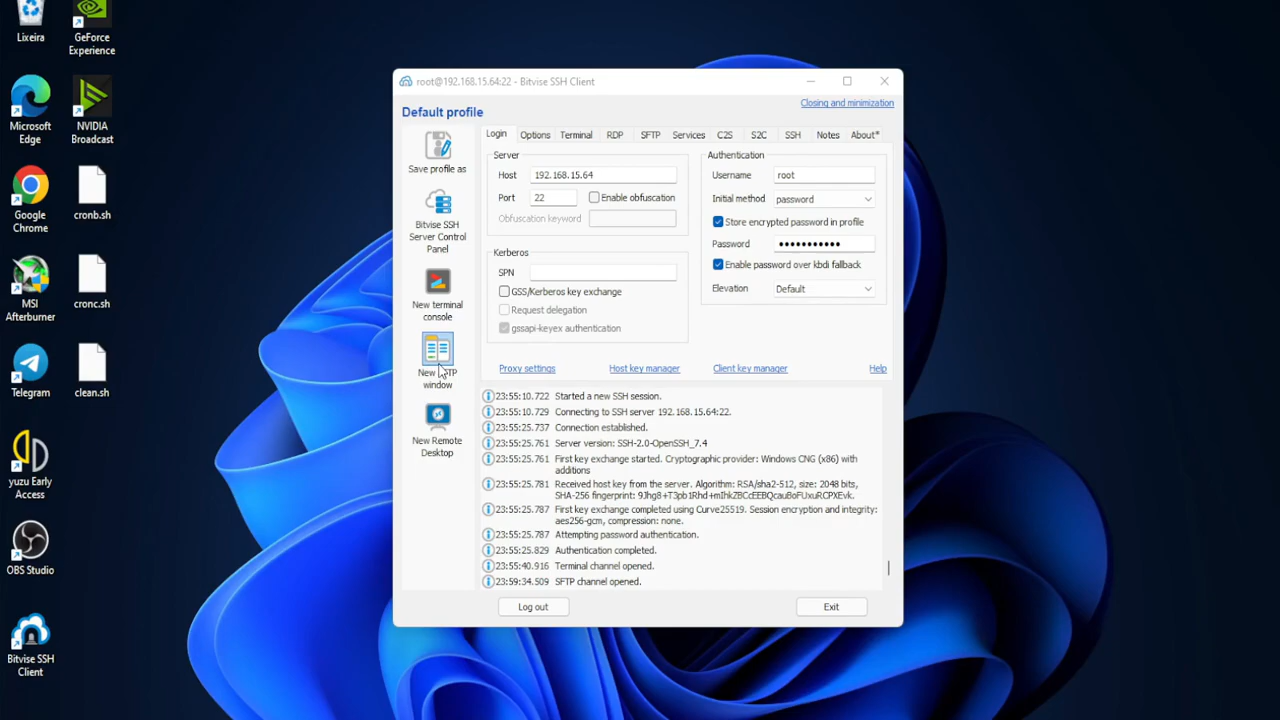 Lixeira
GeForce
Experience
Microsoft
Edge
NVIDIA
Broadcast
Google
Chrome
cronb.sh
MSI
Afterburner
cronc.sh
Telegram
clean.sh
yuzu Early
Access
OBS Studio
Bitvise SSH
Client
root@192.168.15.64:22 - Bitvise SSH Client
Default profile
Closing and minimization
Save profile as
Bitvise SSH
Server Control
Panel
New terminal
console
New SFTP
window
New Remote
Desktop
Login Options Terminal RDP SFTP Services C2S S2C SSH Notes About*
Server
Host 192.168.15.64
Port 22 Enable obfuscation
Obfuscation keyword
Kerberos
SPN
GSS/Kerberos key exchange
Request delegation
gssapi-keyex authentication
Authentication
Username root
Initial method password
Store encrypted password in profile
Password •••••••••••
Enable password over kbdi fallback
Elevation Default
Proxy settings Host key manager Client key manager Help
23:55:10.722 Started a new SSH session.
23:55:10.729 Connecting to SSH server 192.168.15.64:22.
23:55:25.737 Connection established.
23:55:25.761 Server version: SSH-2.0-OpenSSH_7.4
23:55:25.761 First key exchange started. Cryptographic provider: Windows CNG (x86) with
additions
23:55:25.781 Received host key from the server. Algorithm: RSA/sha2-512, size: 2048 bits,
SHA-256 fingerprint: 9Jhg8+T3pb1Rhd+mIhkZBCcEEBQcauBoFUxuRCPXEvk.
23:55:25.787 First key exchange completed using Curve25519. Session encryption and integrity:
aes256-gcm, compression: none.
23:55:25.787 Attempting password authentication.
23:55:25.829 Authentication completed.
23:55:40.916 Terminal channel opened.
23:59:34.509 SFTP channel opened.
Log out Exit